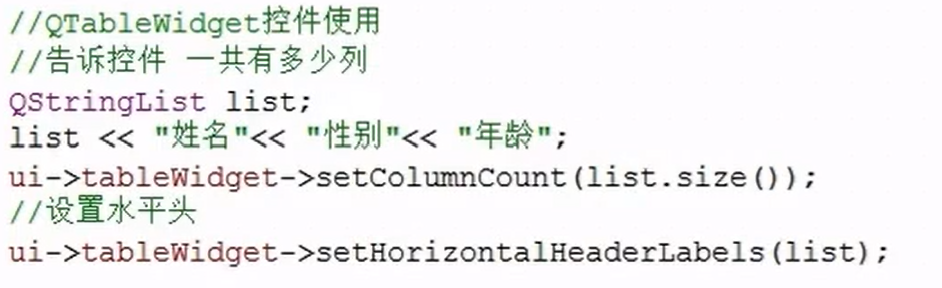 //QTableWidget控件使用
//告诉控件 一共有多少列
QStringList list;
list << "姓名"<< "性别"<< "年龄";
ui->tableWidget->setColumnCount(list.size());
//设置水平头
ui->tableWidget->setHorizontalHeaderLabels(list);